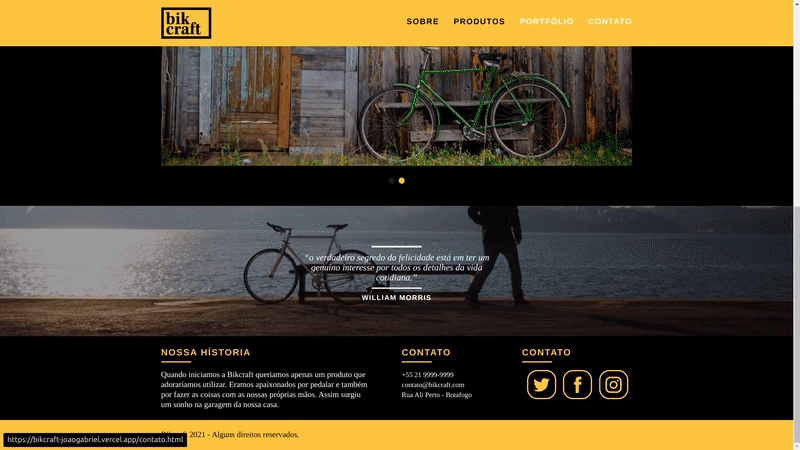 bik
craft
SOBRE PRODUTOS PORTFÓLIO CONTATO
"o verdadeiro segredo da felicidade está em ter um
genuíno interesse por todos os detalhes da vida
cotidiana."
WILLIAM MORRIS
NOSSA HÍSTORIA
Quando iniciamos a Bikcraft queriamos apenas um produto que
adoraríamos utilizar. Eramos apaixonados por pedalar e também
por fazer as coisas com as nossas próprias mãos. Assim surgiu
um sonho na garagem da nossa casa.
CONTATO
+55 21 9999-9999
contato@bikcraft.com
Rua Ali Perto - Botafogo
CONTATO
2021 - Alguns direitos reservados.
https://bikcraft-joaogabriel.vercel.app/contato.html